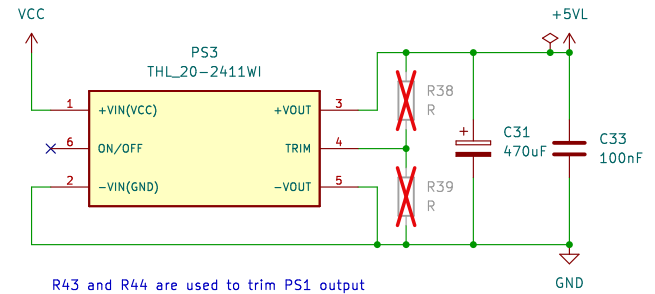 VCC
+5VL
PS3
THL_20-2411WI
1
+VIN(VCC)
+VOUT
3
R38
R
6
ON/OFF
TRIM
4
C31
470uF
+
C33
100nF
2
-VIN(GND)
-VOUT
5
R39
R
GND
R43 and R44 are used to trim PS1 output